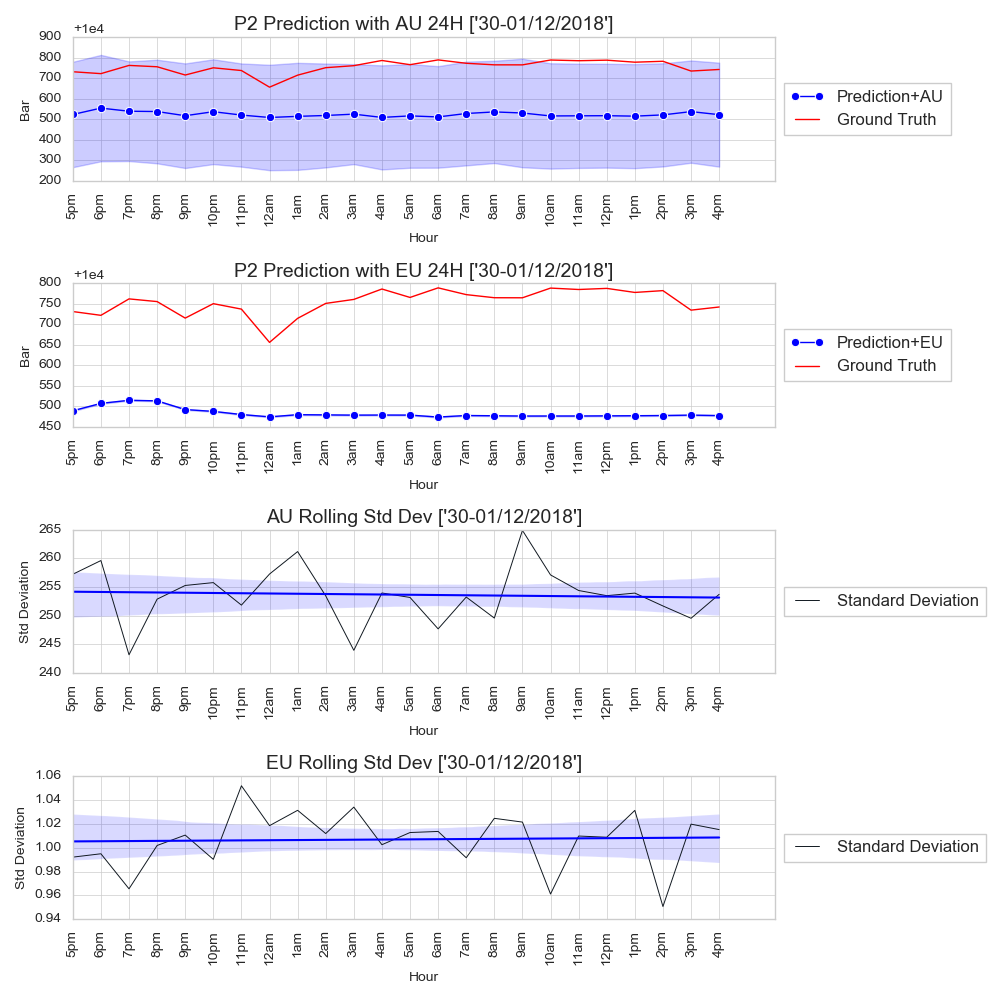 P2 Prediction with AU 24H ['30-01/12/2018']
+1e4
900
800
700
600
500
400
300
200
Bar
5pm 6pm 7pm 8pm 9pm 10pm 11pm 12am 1am 2am 3am 4am 5am 6am 7am 8am 9am 10am 11am 12pm 1pm 2pm 3pm 4pm
Hour
Prediction+AU
Ground Truth
P2 Prediction with EU 24H ['30-01/12/2018']
+1e4
800
750
700
650
600
550
500
450
Bar
5pm 6pm 7pm 8pm 9pm 10pm 11pm 12am 1am 2am 3am 4am 5am 6am 7am 8am 9am 10am 11am 12pm 1pm 2pm 3pm 4pm
Hour
Prediction+EU
Ground Truth
AU Rolling Std Dev ['30-01/12/2018']
265
260
255
250
245
240
Std Deviation
5pm 6pm 7pm 8pm 9pm 10pm 11pm 12am 1am 2am 3am 4am 5am 6am 7am 8am 9am 10am 11am 12pm 1pm 2pm 3pm 4pm
Hour
Standard Deviation
EU Rolling Std Dev ['30-01/12/2018']
1.06
1.04
1.02
1.00
0.98
0.96
0.94
Std Deviation
5pm 6pm 7pm 8pm 9pm 10pm 11pm 12am 1am 2am 3am 4am 5am 6am 7am 8am 9am 10am 11am 12pm 1pm 2pm 3pm 4pm
Hour
Standard Deviation